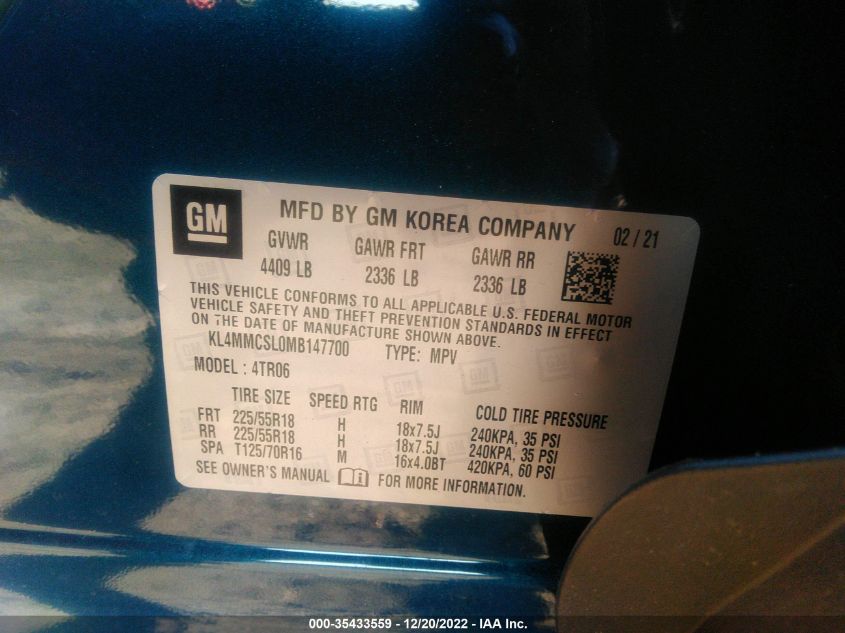 GM
MFD BY GM KOREA COMPANY 02 / 21
GVWR GAWR FRT GAWR RR
4409 LB 2336 LB 2336 LB
THIS VEHICLE CONFORMS TO ALL APPLICABLE U.S. FEDERAL MOTOR
VEHICLE SAFETY AND THEFT PREVENTION STANDARDS IN EFFECT
ON THE DATE OF MANUFACTURE SHOWN ABOVE.
KL4MMCSL0MB147700 TYPE: MPV
MODEL : 4TR06
TIRE SIZE SPEED RTG RIM COLD TIRE PRESSURE
FRT 225/55R18 H 18x7.5J 240KPA, 35 PSI
RR 225/55R18 H 18x7.5J 240KPA, 35 PSI
SPA T125/70R16 M 16x4.0BT 420KPA, 60 PSI
SEE OWNER'S MANUAL FOR MORE INFORMATION.
000-35433559 - 12/20/2022 - IAA Inc.